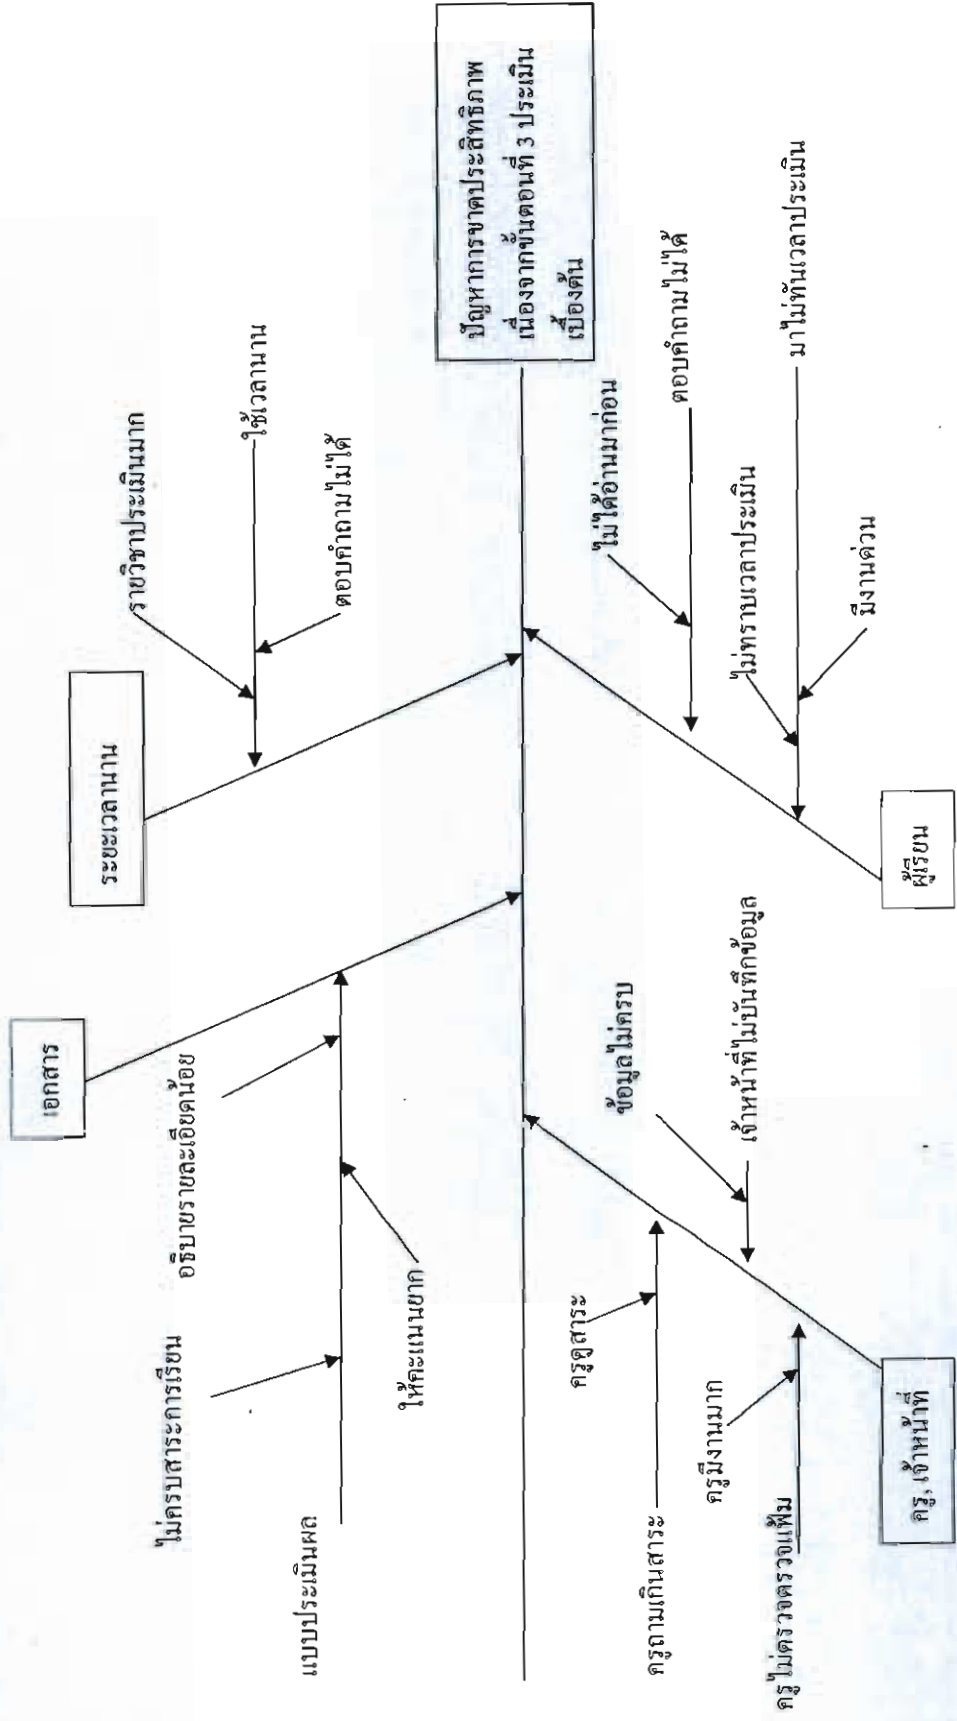 เอกสาร
ระยะเวลานาน
รายวิชาประเมินมาก
ไม่ครบสาระการเรียน
อธิบายรายละเอียดน้อย
ใช้เวลานาน
แบบประเมินผล
ให้คะแนนยาก
ตอบคำถามไม่ได้
ปัญหาการขาดประสิทธิภาพ
เนื่องจากขั้นตอนที่ 3 ประเมิน
เบื้องต้น
ครูดูสาระ
ข้อมูลไม่ครบ
ไม่ได้อ่านมาก่อน
ครูถามเกินสาระ
ตอบคำถามไม่ได้
ครูมีงานมาก
เจ้าหน้าที่ไม่บันทึกข้อมูล
ไม่ทราบเวลาประเมิน
ครูไม่ตรวจตรวจแฟ้ม
มาไม่ทันเวลาประเมิน
มีงานด่วน
ครู, เจ้าหน้าที่
ผู้เรียน